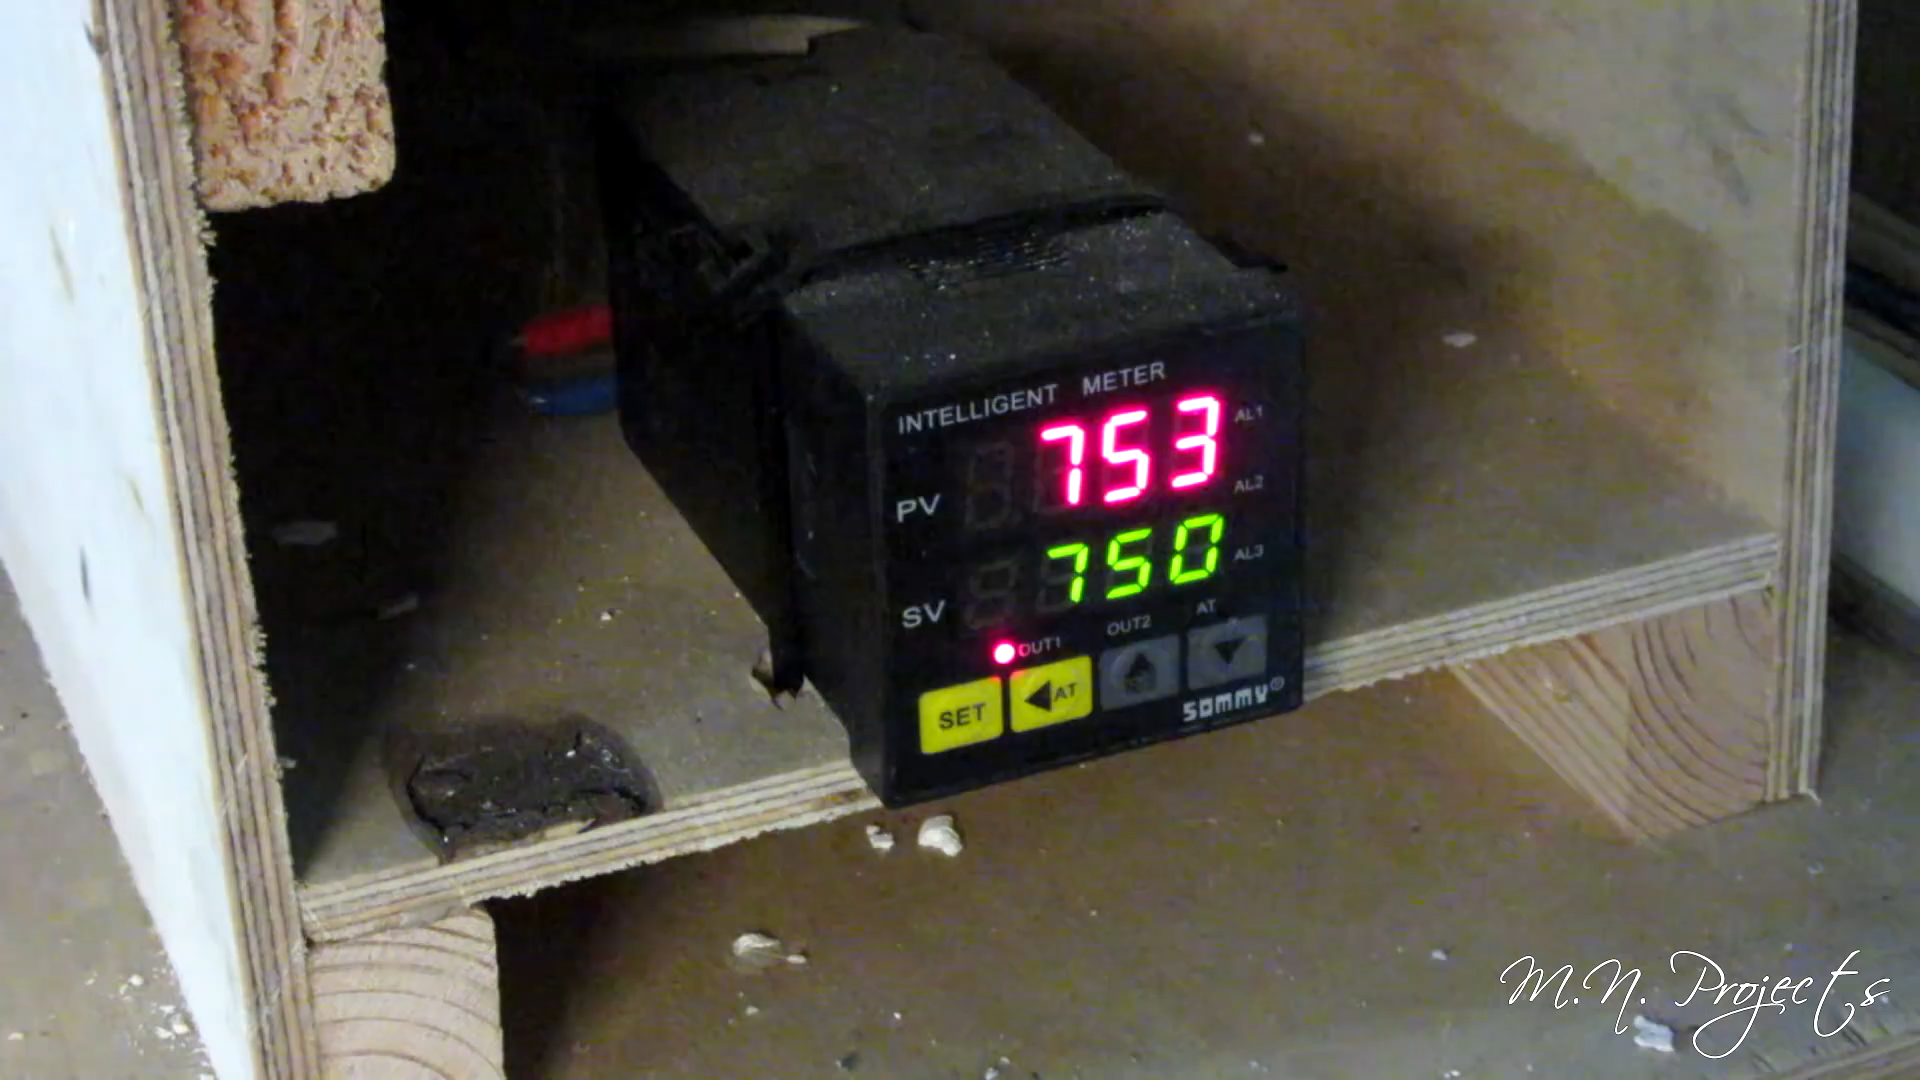 INTELLIGENT METER
753
AL1
PV
AL2
750
AL3
SV
OUT1 OUT2 AT
SET AT
sommy®
M.N. Projects